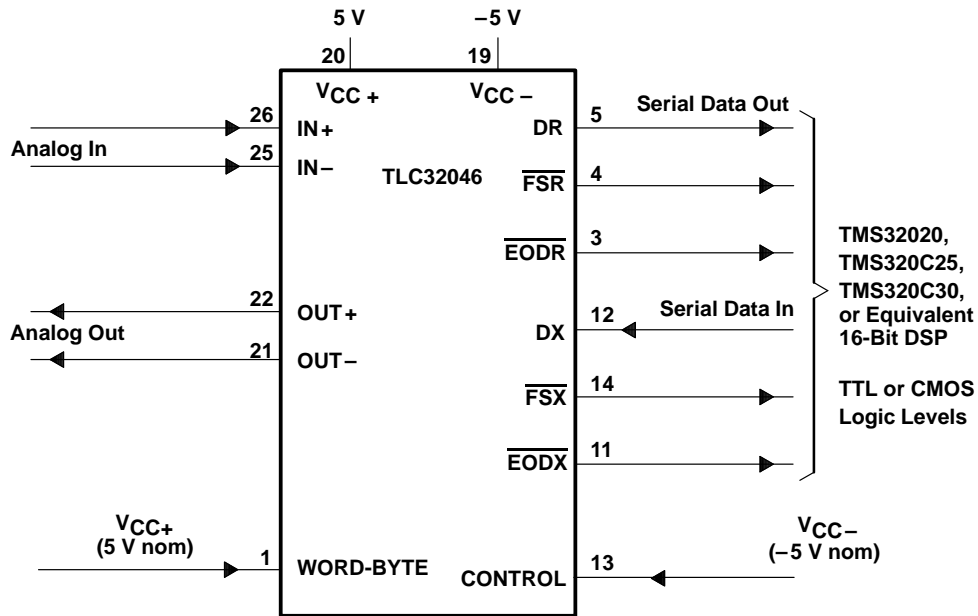 5 V
–5 V
20
19
VCC +
VCC –
26
IN+
Analog In
25
IN–
TLC32046
DR
5
Serial Data Out
FSR
4
EODR
3
22
OUT+
Analog Out
21
OUT–
DX
12
Serial Data In
FSX
14
EODX
11
TMS32020,
TMS320C25,
TMS320C30,
or Equivalent
16-Bit DSP
TTL or CMOS
Logic Levels
VCC+
(5 V nom)
1
WORD-BYTE
CONTROL
13
VCC–
(–5 V nom)